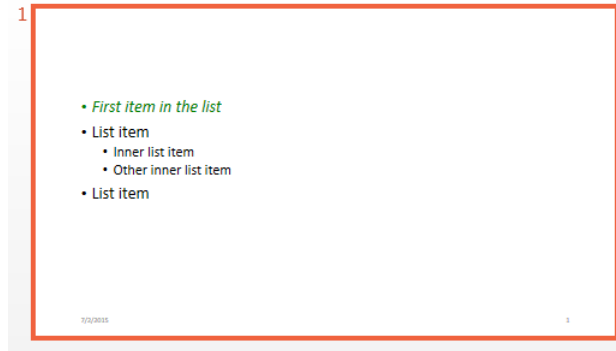 1
• First item in the list
• List item
• Inner list item
• Other inner list item
• List item
7/2/2015 1